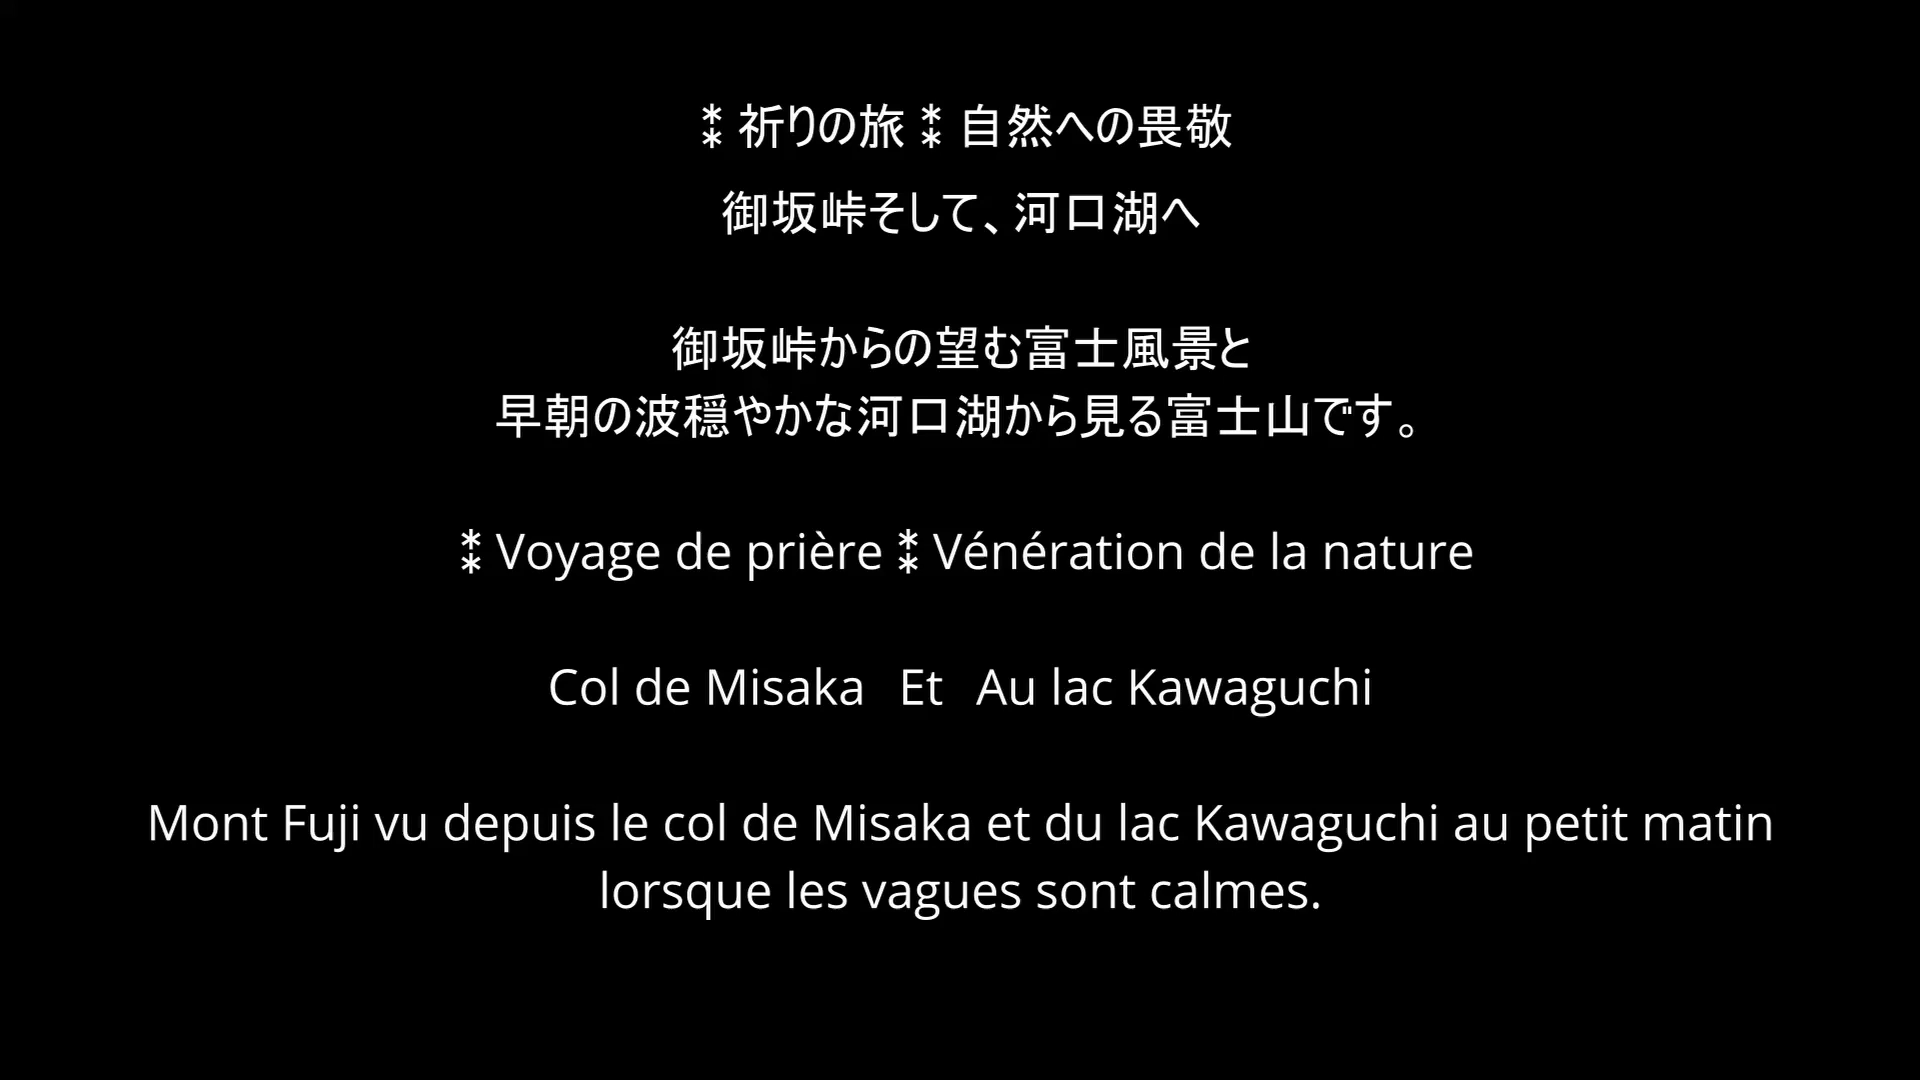 ⁑ 祈りの旅 ⁑ 自然への畏敬
御坂峠そして、河口湖へ
御坂峠からの望む富士風景と
早朝の波穏やかな河口湖から見る富士山です。
⁑ Voyage de prière ⁑ Vénération de la nature
Col de Misaka Et Au lac Kawaguchi
Mont Fuji vu depuis le col de Misaka et du lac Kawaguchi au petit matin
lorsque les vagues sont calmes.